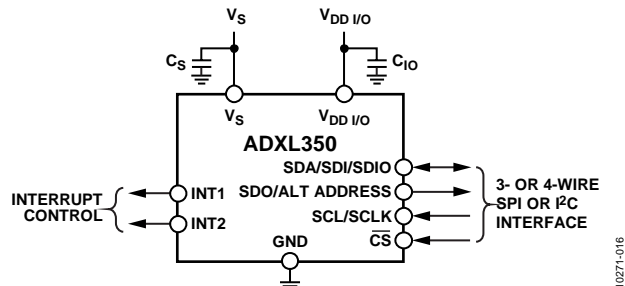 VS
VDD I/O
CS
CIO
VS
VDD I/O
ADXL350
SDA/SDI/SDIO
SDO/ALT ADDRESS
SCL/SCLK
CS
INT1
INT2
INTERRUPT
CONTROL
GND
3- OR 4-WIRE
SPI OR I2C
INTERFACE
10271-016